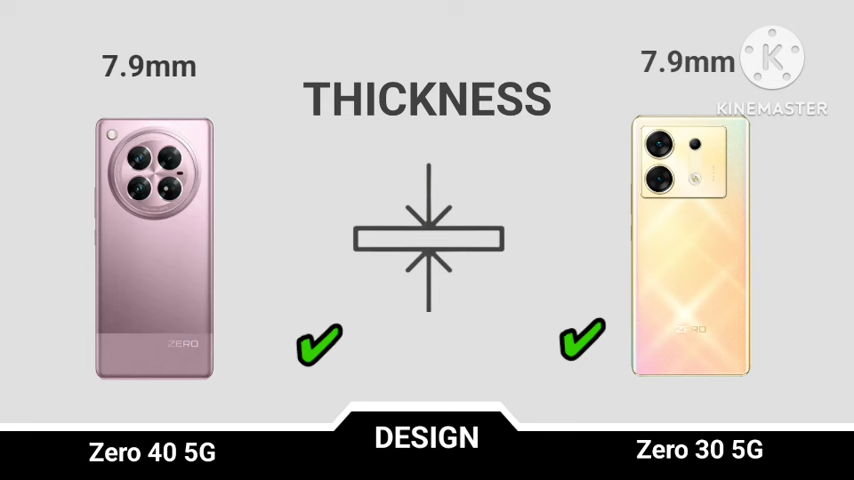 7.9mm
7.9mm
THICKNESS
KINEMASTER
ZERO
ZERO
DESIGN
Zero 40 5G
Zero 30 5G